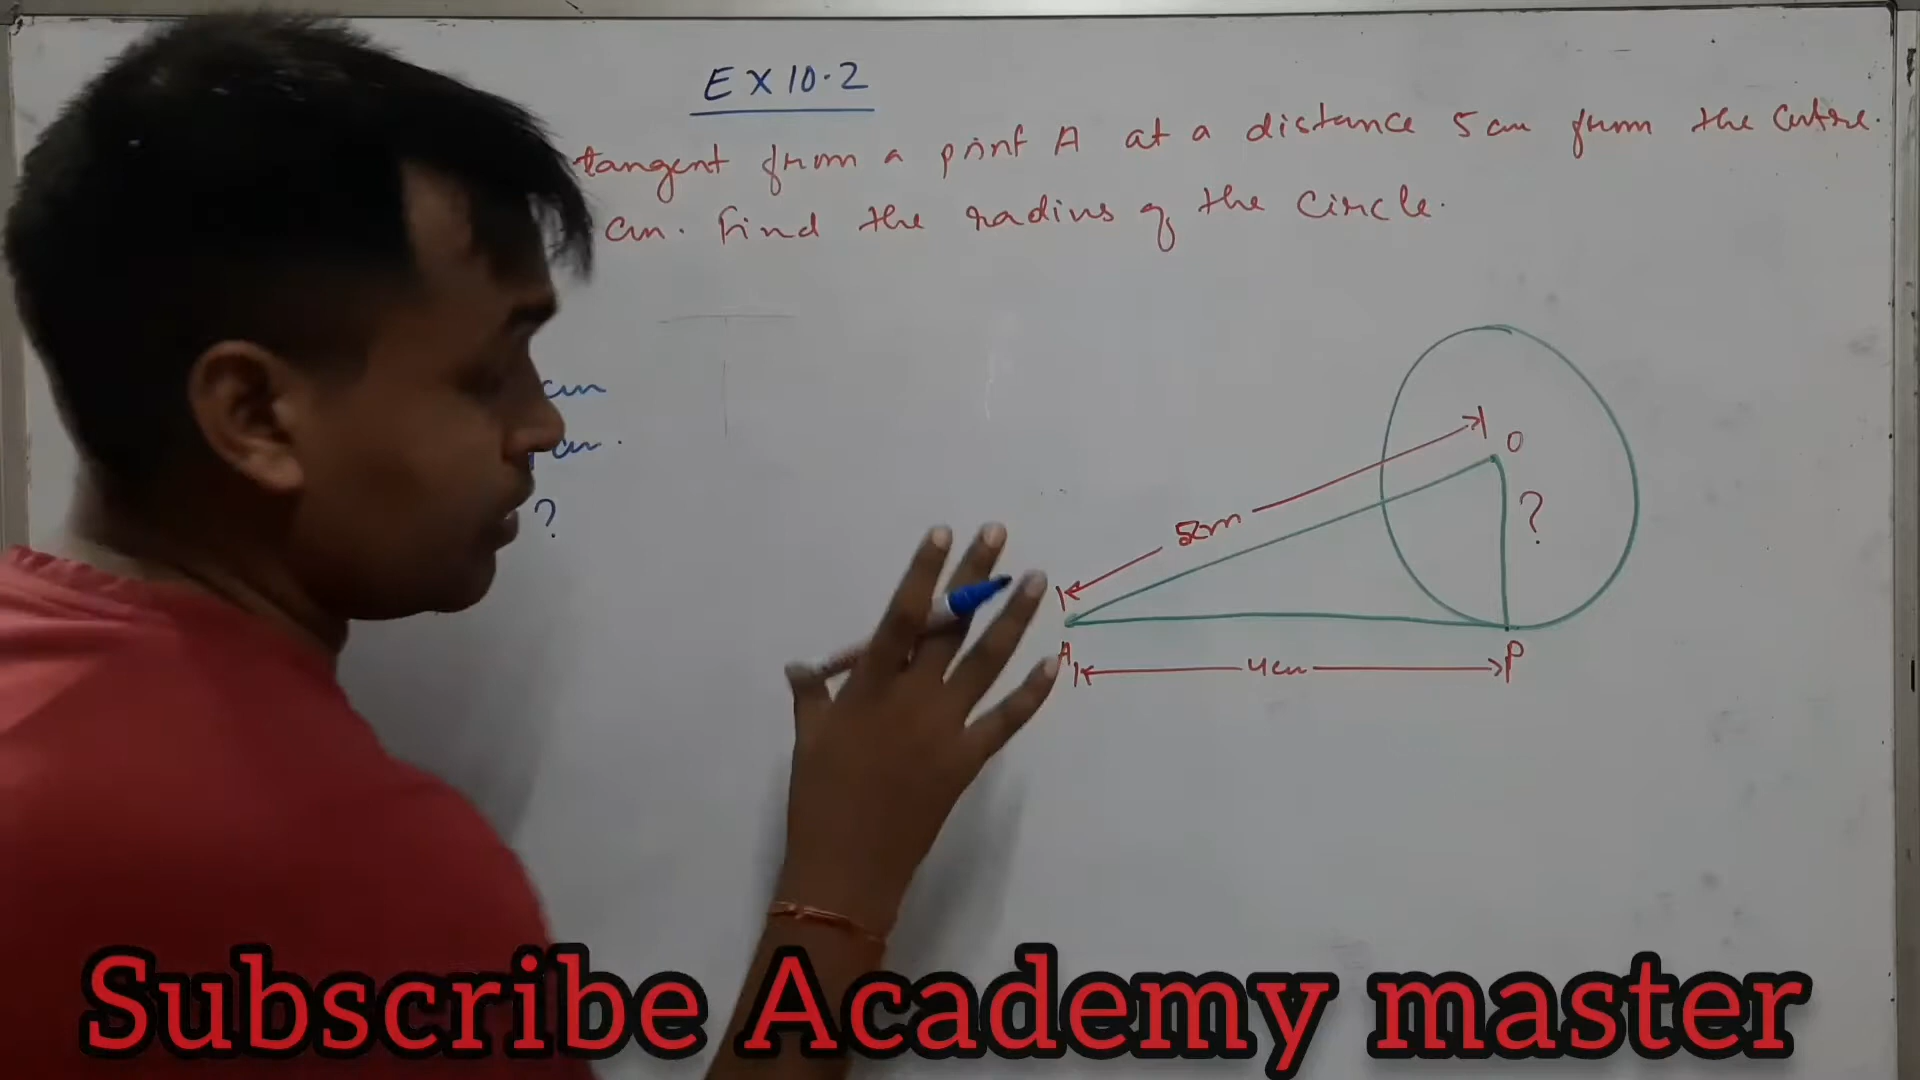 EX 10.2
tangent from a point A at a distance 5 cm from the centre.
cm. Find the radius of the circle.
cm
cm.
?
O
?
5cm
A
4cm
P
Subscribe Academy master